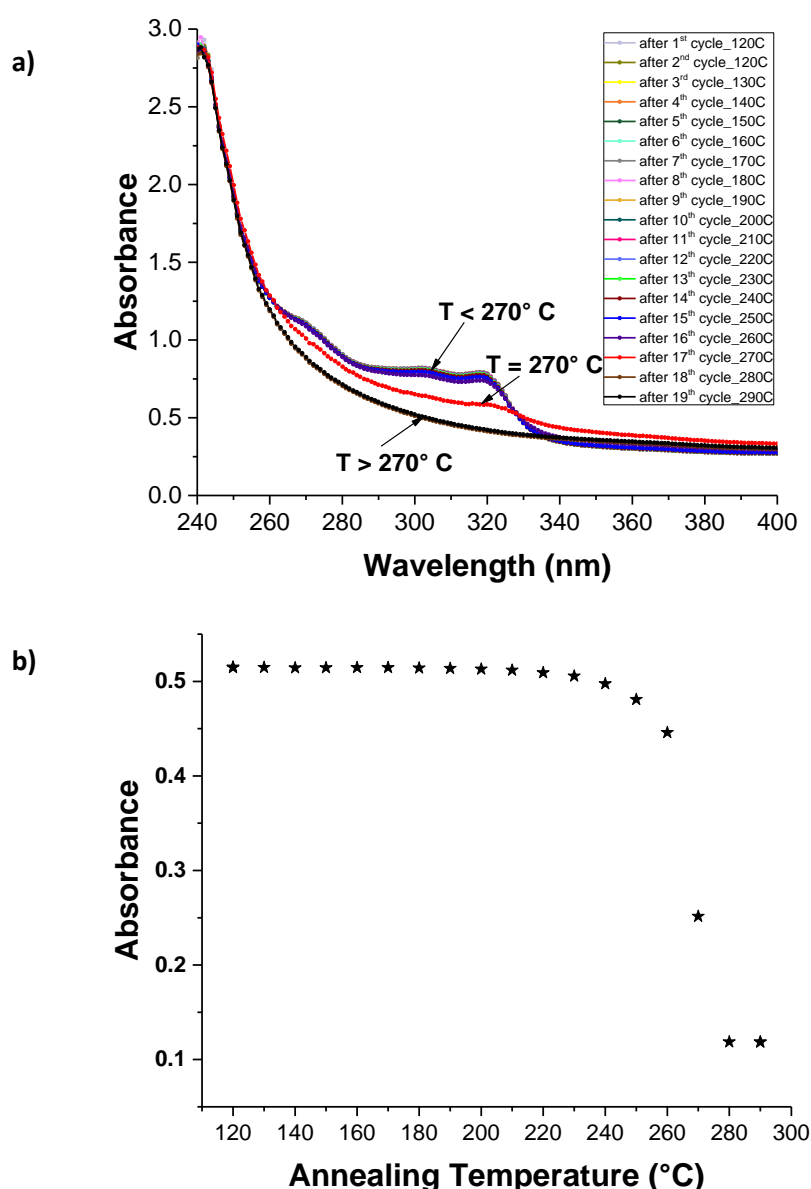 a)
3.0
2.5
2.0
1.5
1.0
0.5
0.0
Absorbance
after 1st cycle_120C
after 2nd cycle_120C
after 3rd cycle_130C
after 4th cycle_140C
after 5th cycle_150C
after 6th cycle_160C
after 7th cycle_170C
after 8th cycle_180C
after 9th cycle_190C
after 10th cycle_200C
after 11th cycle_210C
after 12th cycle_220C
after 13th cycle_230C
after 14th cycle_240C
after 15th cycle_250C
after 16th cycle_260C
after 17th cycle_270C
after 18th cycle_280C
after 19th cycle_290C
T < 270° C
T = 270° C
T > 270° C
240 260 280 300 320 340 360 380 400
Wavelength (nm)
b)
0.5
0.4
0.3
0.2
0.1
Absorbance
120 140 160 180 200 220 240 260 280 300
Annealing Temperature (°C)